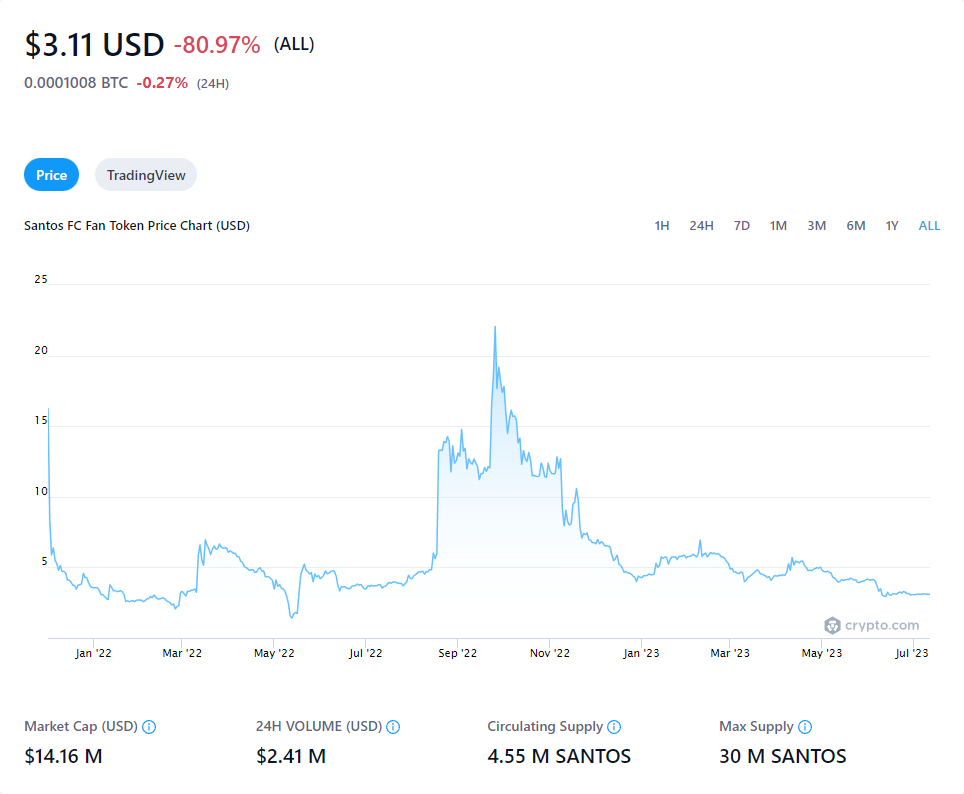 $3.11 USD -80.97% (ALL)
0.0001008 BTC -0.27% (24H)
Price TradingView
Santos FC Fan Token Price Chart (USD) 1H 24H 7D 1M 3M 6M 1Y ALL
25
20
15
10
5
crypto.com
Jan '22 Mar '22 May '22 Jul '22 Sep '22 Nov '22 Jan '23 Mar '23 May '23 Jul '23
Market Cap (USD) 24H VOLUME (USD) Circulating Supply Max Supply
$14.16 M $2.41 M 4.55 M SANTOS 30 M SANTOS